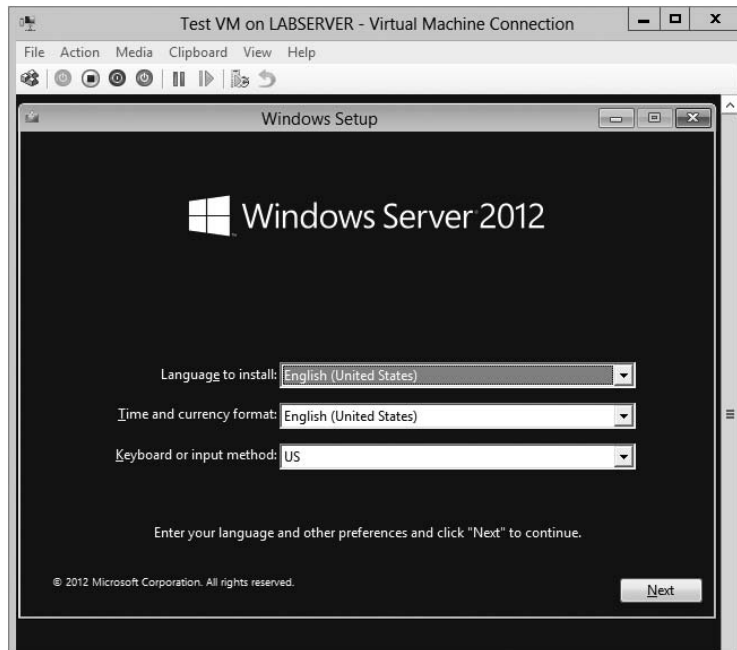 Test VM on LABSERVER - Virtual Machine Connection
File Action Media Clipboard View Help
Windows Setup
Windows Server 2012
Language to install: English (United States)
Time and currency format: English (United States)
Keyboard or input method: US
Enter your language and other preferences and click "Next" to continue.
© 2012 Microsoft Corporation. All rights reserved.
Next